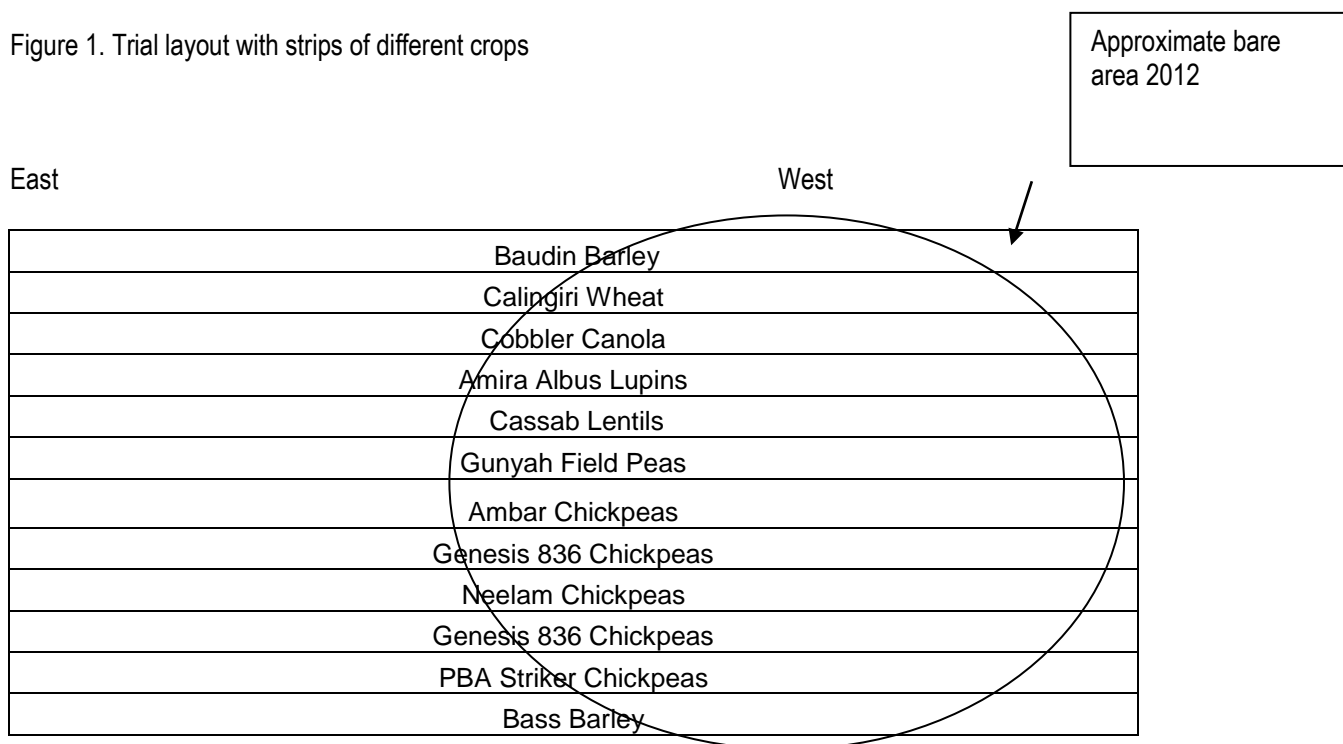 Figure 1. Trial layout with strips of different crops
Approximate bare
area 2012
East
West
Baudin Barley
Calingiri Wheat
Cobbler Canola
Amira Albus Lupins
Cassab Lentils
Gunyah Field Peas
Ambar Chickpeas
Genesis 836 Chickpeas
Neelam Chickpeas
Genesis 836 Chickpeas
PBA Striker Chickpeas
Bass Barley